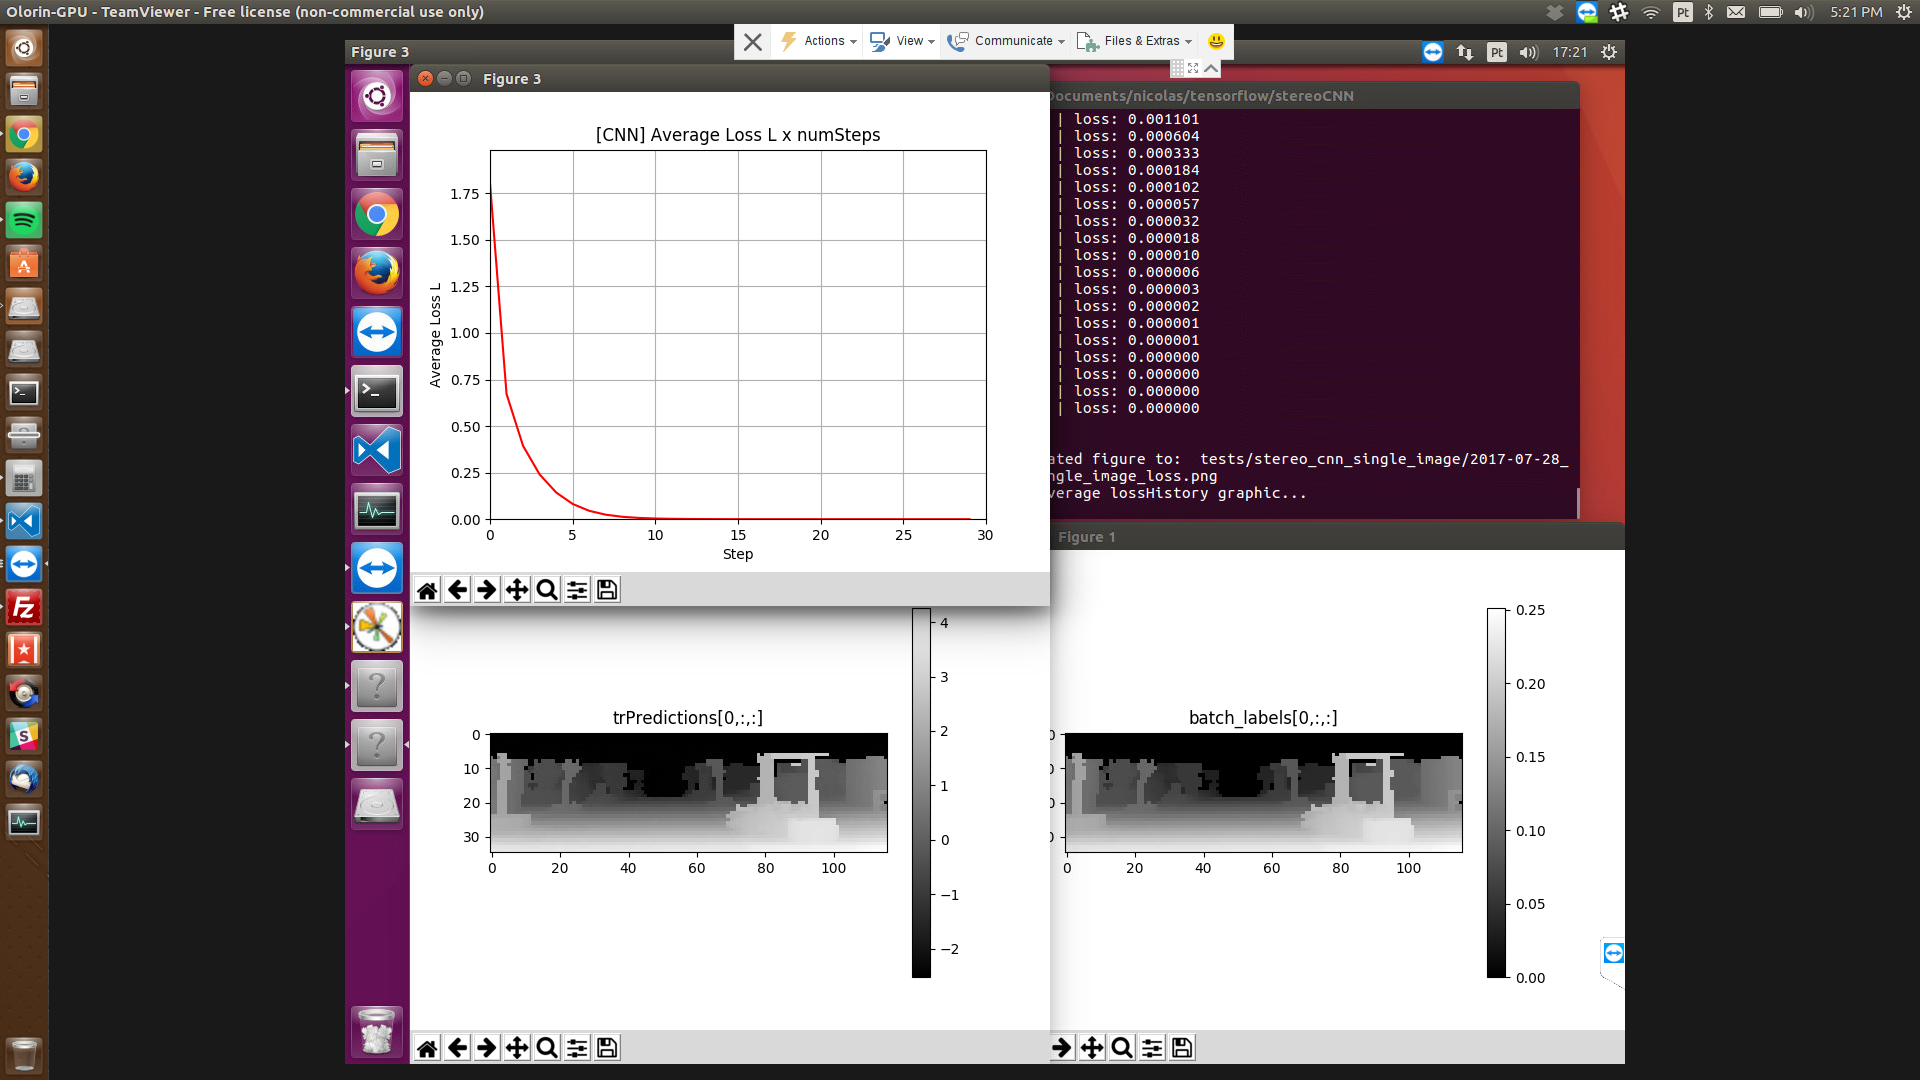 Olorin-GPU - TeamViewer - Free license (non-commercial use only)
Pt
5:21 PM
Actions
View
Communicate
Files & Extras
Figure 3
Pt
17:21
Figure 3
[CNN] Average Loss L x numSteps
1.75
1.50
1.25
1.00
0.75
0.50
0.25
0.00
Average Loss L
0 5 10 15 20 25 30
Step
Documents/nicolas/tensorflow/stereoCNN
| loss: 0.001101
| loss: 0.000604
| loss: 0.000333
| loss: 0.000184
| loss: 0.000102
| loss: 0.000057
| loss: 0.000032
| loss: 0.000018
| loss: 0.000010
| loss: 0.000006
| loss: 0.000003
| loss: 0.000002
| loss: 0.000001
| loss: 0.000001
| loss: 0.000000
| loss: 0.000000
| loss: 0.000000
| loss: 0.000000
ated figure to: tests/stereo_cnn_single_image/2017-07-28_
ngle_image_loss.png
verage lossHistory graphic...
trPredictions[0,:,:]
0
10
20
30
0 20 40 60 80 100
4
3
2
1
0
−1
−2
Figure 1
batch_labels[0,:,:]
0
0
0
0
0 20 40 60 80 100
0.25
0.20
0.15
0.10
0.05
0.00